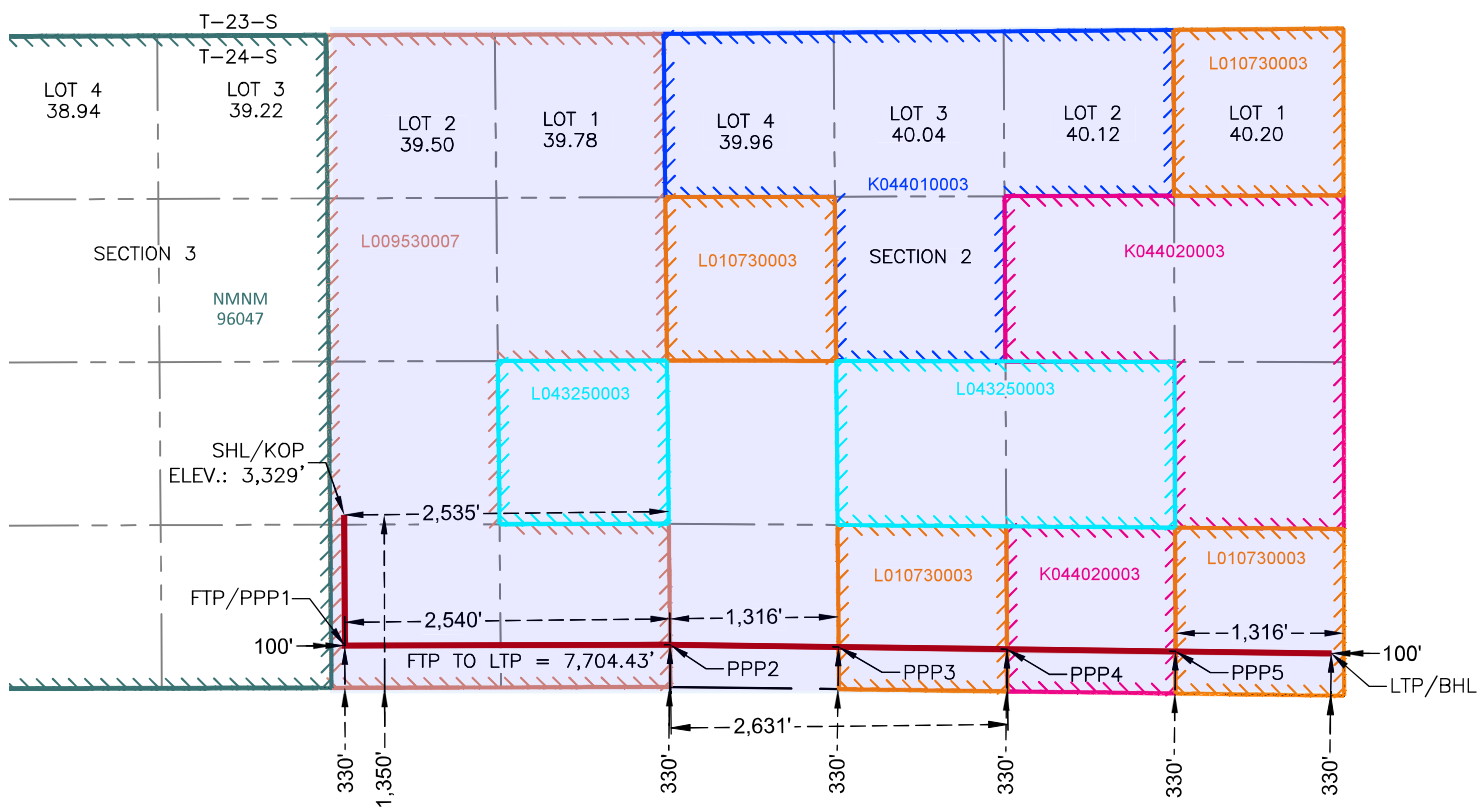 T-23-S
T-24-S
LOT 4
38.94
LOT 3
39.22
LOT 2
39.50
LOT 1
39.78
LOT 4
39.96
LOT 3
40.04
LOT 2
40.12
L010730003
LOT 1
40.20
K044010003
SECTION 3
L009530007
L010730003
SECTION 2
K044020003
NMNM
96047
L043250003
L043250003
SHL/KOP
ELEV.: 3,329'
2,535'
L010730003
K044020003
L010730003
FTP/PPP1
2,540'
1,316'
1,316'
100'
FTP TO LTP = 7,704.43'
PPP2
PPP3
PPP4
PPP5
100'
LTP/BHL
2,631'
330'
1,350'
330'
330'
330'
330'
330'